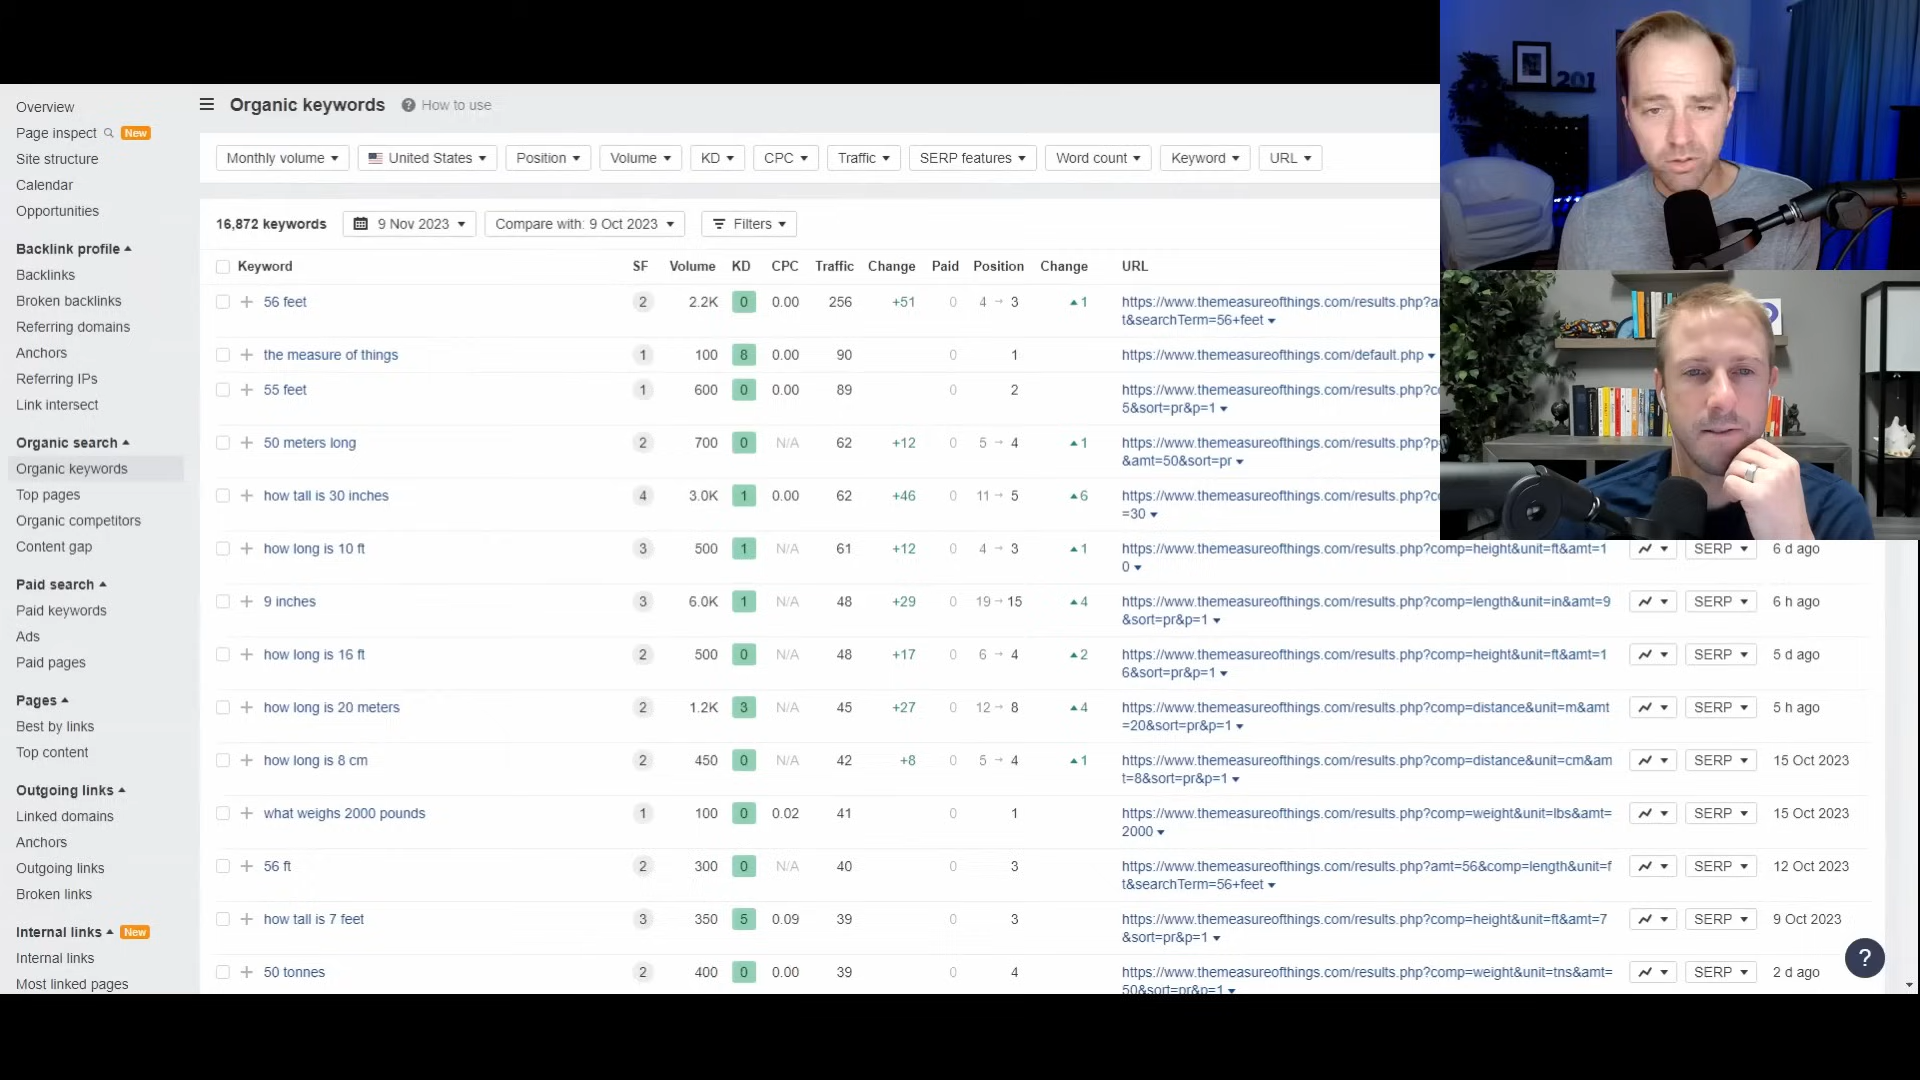 Overview
Page inspect New
Site structure
Calendar
Opportunities
Backlink profile
Backlinks
Broken backlinks
Referring domains
Anchors
Referring IPs
Link intersect
Organic search
Organic keywords
Top pages
Organic competitors
Content gap
Paid search
Paid keywords
Ads
Paid pages
Pages
Best by links
Top content
Outgoing links
Linked domains
Anchors
Outgoing links
Broken links
Internal links New
Internal links
Most linked pages
Organic keywords ? How to use
Monthly volume United States Position Volume KD CPC Traffic SERP features Word count Keyword URL
16,872 keywords 9 Nov 2023 Compare with: 9 Oct 2023 Filters
Keyword SF Volume KD CPC Traffic Change Paid Position Change URL
56 feet 2 2.2K 0 0.00 256 +51 0 4 → 3 1 https://www.themeasureofthings.com/results.php?a
t&searchTerm=56+feet
the measure of things 1 100 8 0.00 90 0 1 https://www.themeasureofthings.com/default.php
55 feet 1 600 0 0.00 89 0 2 https://www.themeasureofthings.com/results.php?c
5&sort=pr&p=1
50 meters long 2 700 0 N/A 62 +12 0 5 → 4 1 https://www.themeasureofthings.com/results.php?p
&amt=50&sort=pr
how tall is 30 inches 4 3.0K 1 0.00 62 +46 0 11 → 5 6 https://www.themeasureofthings.com/results.php?c
=30
how long is 10 ft 3 500 1 N/A 61 +12 0 4 → 3 1 https://www.themeasureofthings.com/results.php?comp=height&unit=ft&amt=1 SERP 6 d ago
0
9 inches 3 6.0K 1 N/A 48 +29 0 19 → 15 4 https://www.themeasureofthings.com/results.php?comp=length&unit=in&amt=9 SERP 6 h ago
&sort=pr&p=1
how long is 16 ft 2 500 0 N/A 48 +17 0 6 → 4 2 https://www.themeasureofthings.com/results.php?comp=height&unit=ft&amt=1 SERP 5 d ago
6&sort=pr&p=1
how long is 20 meters 2 1.2K 3 N/A 45 +27 0 12 → 8 4 https://www.themeasureofthings.com/results.php?comp=distance&unit=m&amt SERP 5 h ago
=20&sort=pr&p=1
how long is 8 cm 2 450 0 N/A 42 +8 0 5 → 4 1 https://www.themeasureofthings.com/results.php?comp=distance&unit=cm&am SERP 15 Oct 2023
t=8&sort=pr&p=1
what weighs 2000 pounds 1 100 0 0.02 41 0 1 https://www.themeasureofthings.com/results.php?comp=weight&unit=lbs&amt= SERP 15 Oct 2023
2000
56 ft 2 300 0 N/A 40 0 3 https://www.themeasureofthings.com/results.php?amt=56&comp=length&unit=f SERP 12 Oct 2023
t&searchTerm=56+feet
how tall is 7 feet 3 350 5 0.09 39 0 3 https://www.themeasureofthings.com/results.php?comp=height&unit=ft&amt=7 SERP 9 Oct 2023
&sort=pr&p=1
50 tonnes 2 400 0 0.00 39 0 4 https://www.themeasureofthings.com/results.php?comp=weight&unit=tns&amt= SERP 2 d ago
50&sort=pr&p=1
?
201